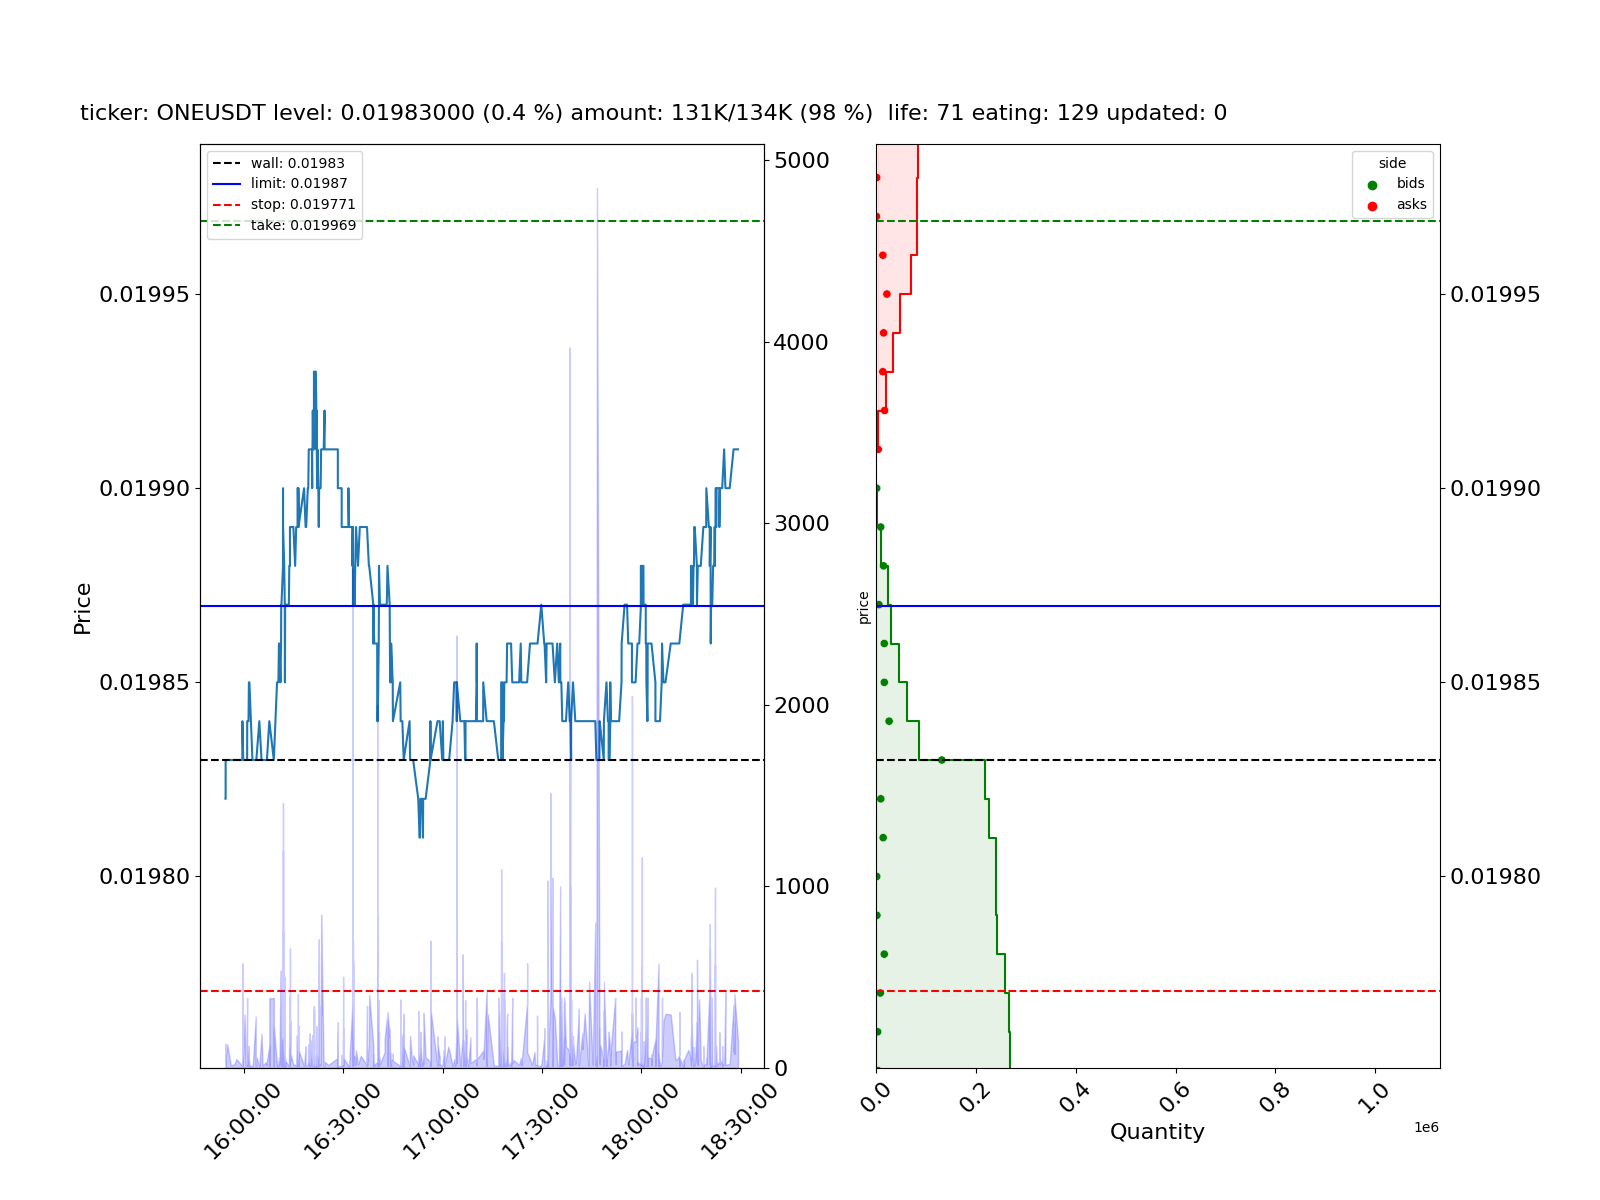 ticker: ONEUSDT level: 0.01983000 (0.4 %) amount: 131K/134K (98 %)  life: 71 eating: 129 updated: 0
wall: 0.01983
limit: 0.01987
stop: 0.019771
take: 0.019969
Price
0.01995
0.01990
0.01985
0.01980
5000
4000
3000
2000
1000
0
16:00:00
16:30:00
17:00:00
17:30:00
18:00:00
18:30:00
side
bids
asks
price
0.01995
0.01990
0.01985
0.01980
0.0
0.2
0.4
0.6
0.8
1.0
1e6
Quantity